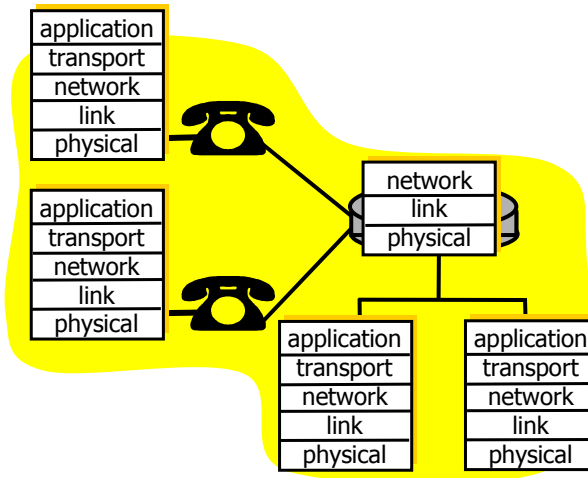 application
transport
network
link
physical
application
transport
network
link
physical
network
link
physical
application
transport
network
link
physical
application
transport
network
link
physical